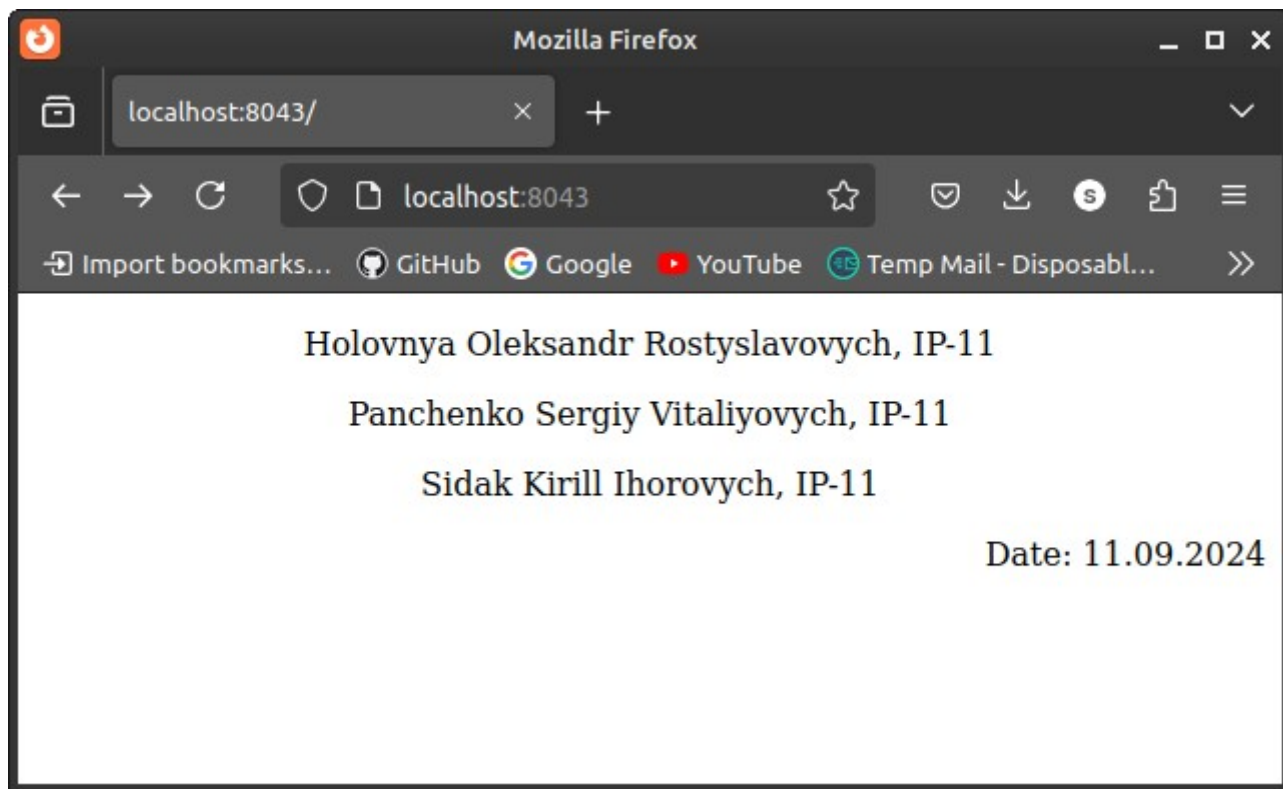 Mozilla Firefox
localhost:8043/
localhost:8043
Import bookmarks... GitHub Google YouTube Temp Mail - Disposabl...
Holovnya Oleksandr Rostyslavovych, IP-11
Panchenko Sergiy Vitaliyovych, IP-11
Sidak Kirill Ihorovych, IP-11
Date: 11.09.2024